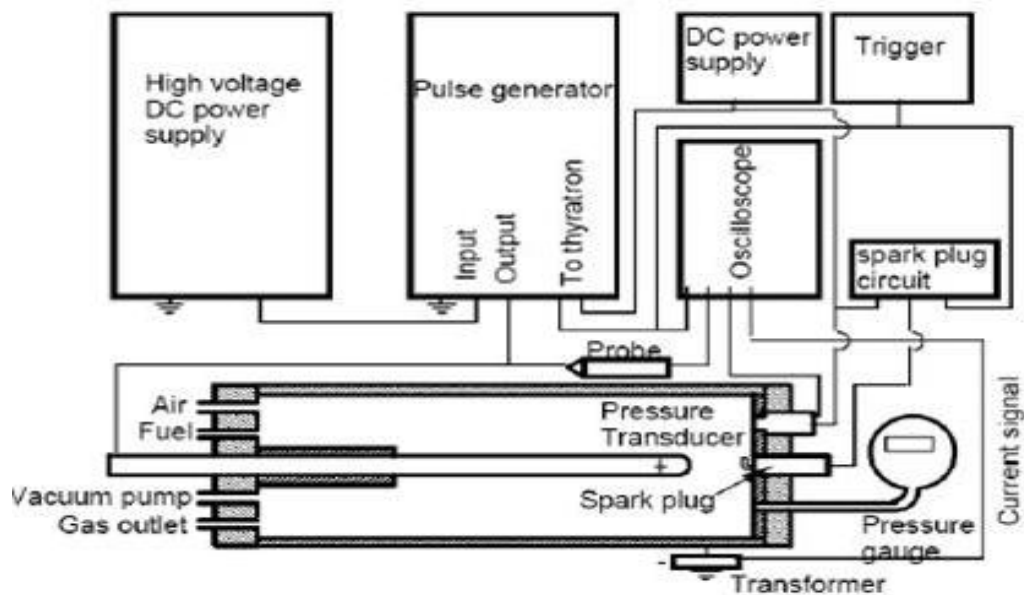 High voltage
DC power
supply
Pulse generator
DC power
supply
Trigger
Input
Output
To thyratron
Oscilloscope
spark plug
circuit
Probe
Air
Fuel
Pressure
Transducer
+
Spark plug
Vacuum pump
Gas outlet
Pressure
gauge
Current signal
-
Transformer